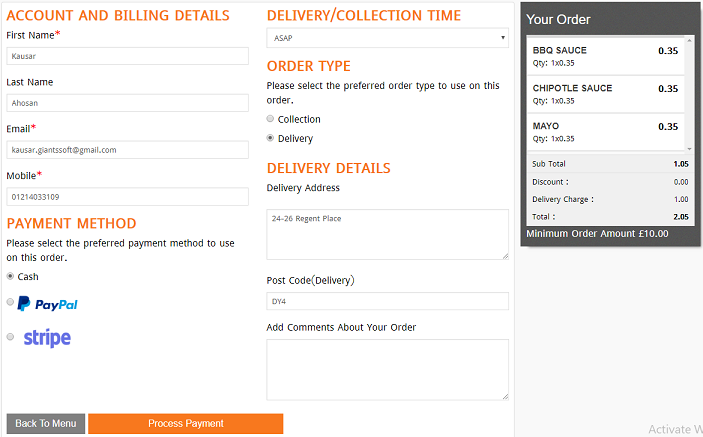 ACCOUNT AND BILLING DETAILS
First Name*
Kausar
Last Name
Ahosan
Email*
kausar.giantssoft@gmail.com
Mobile*
01214033109
PAYMENT METHOD
Please select the preferred payment method to use
on this order.
Cash
PayPal
stripe
Back To Menu
Process Payment
DELIVERY/COLLECTION TIME
ASAP
ORDER TYPE
Please select the preferred order type to use on this
order.
Collection
Delivery
DELIVERY DETAILS
Delivery Address
24-26 Regent Place
Post Code(Delivery)
DY4
Add Comments About Your Order
Your Order
BBQ SAUCE 0.35
Qty: 1x0.35
CHIPOTLE SAUCE 0.35
Qty: 1x0.35
MAYO 0.35
Qty: 1x0.35
Sub Total 1.05
Discount : 0.00
Delivery Charge : 1.00
Total : 2.05
Minimum Order Amount £10.00
Activate W